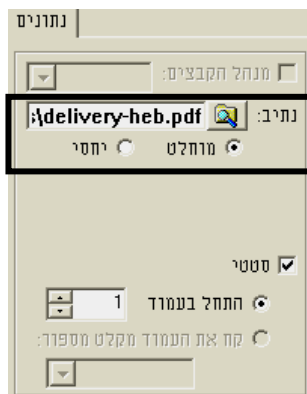 נתונים
מנהל הקבצים:
נתיב: :\delivery-heb.pdf
מוחלט יחסי
סטטי
התחל בעמוד 1
קח את העמוד מקלט מספור: